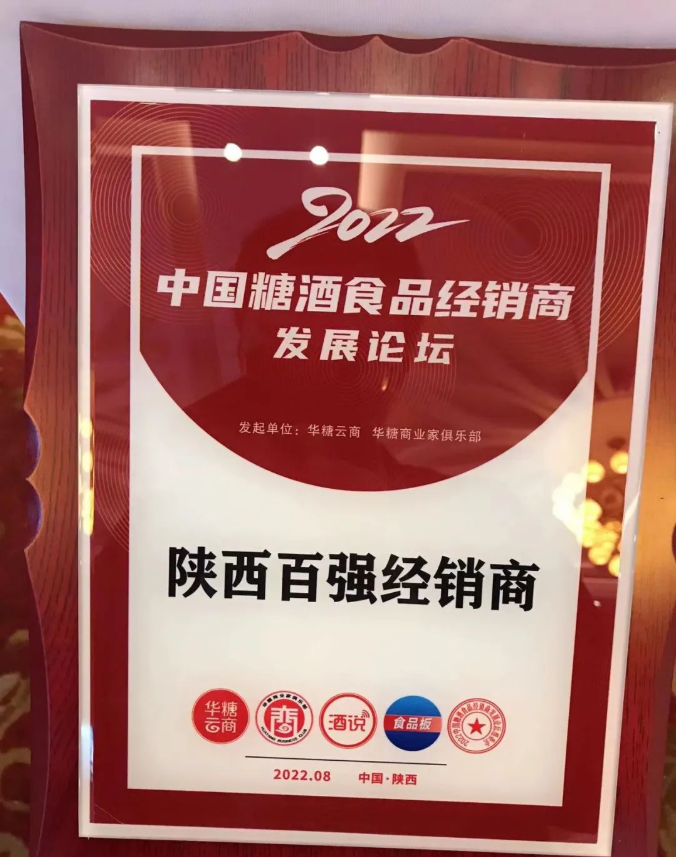 2022
中国糖酒食品经销商
发展论坛
发起单位：华糖云商 华糖商业家俱乐部
陕西百强经销商
华糖
云商
酒说
食品板
2022.08 中国·陕西